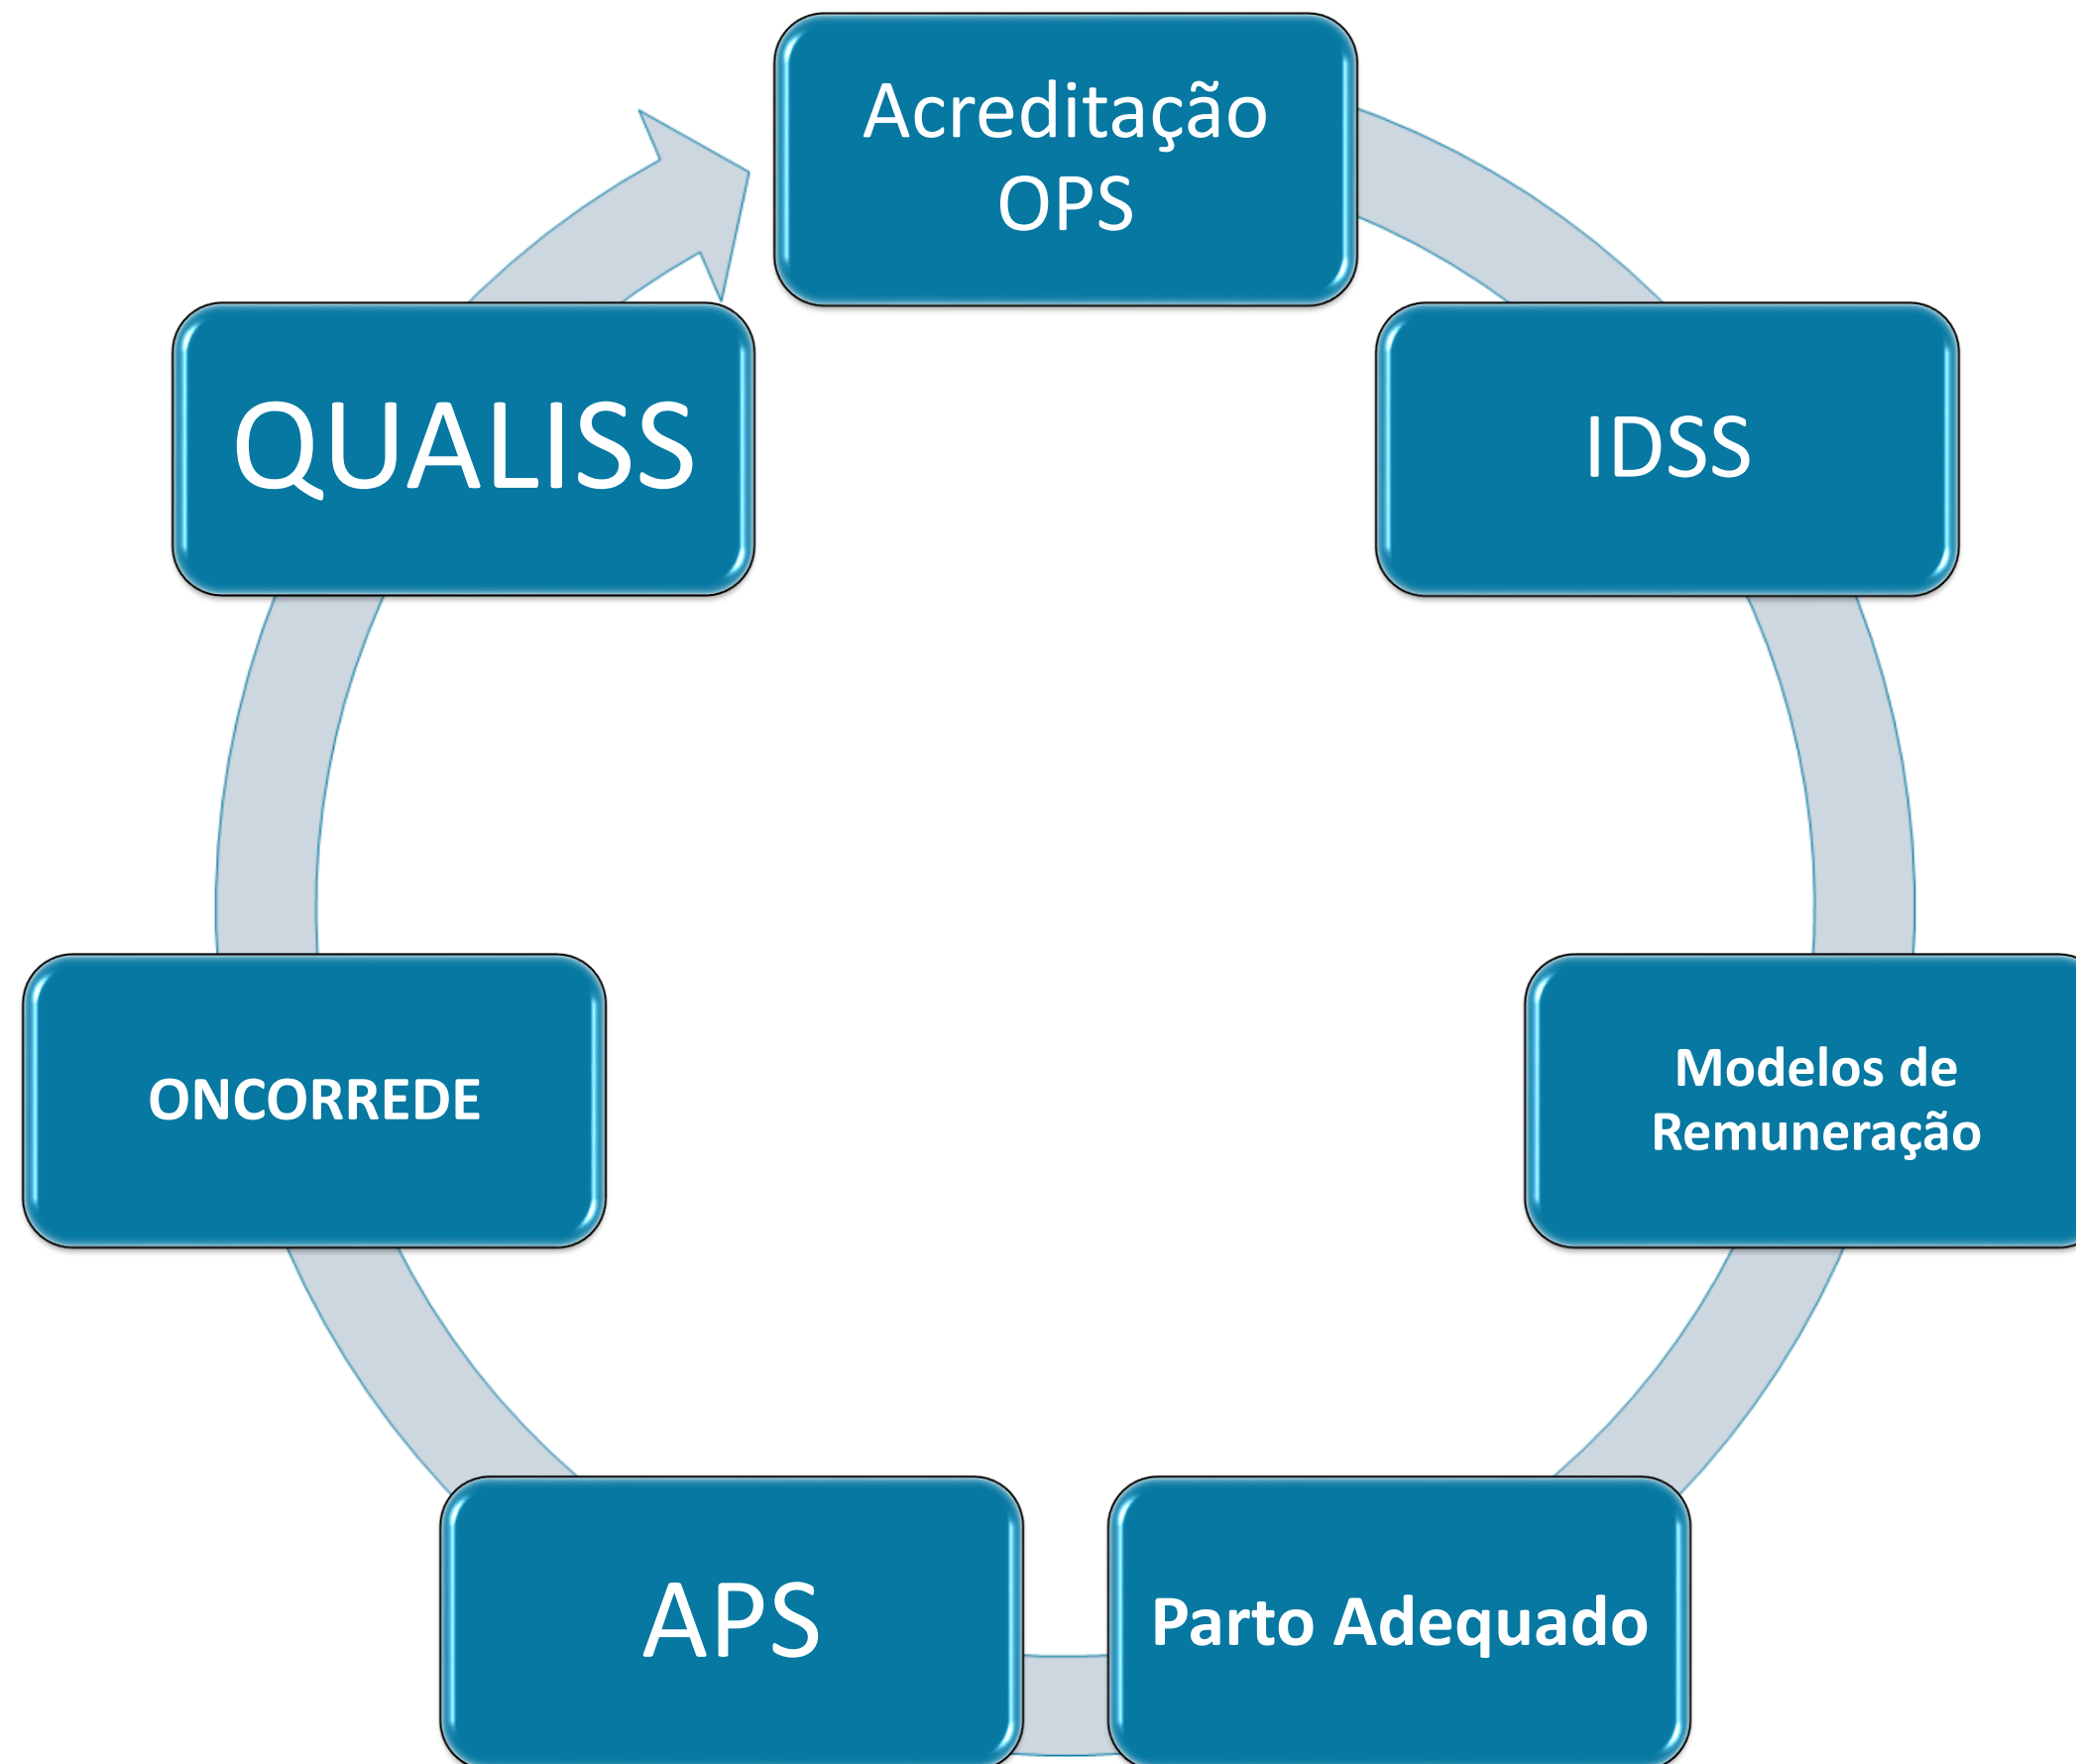 Acreditação
OPS
QUALISS
IDSS
ONCORREDE
Modelos de
Remuneração
APS
Parto Adequado